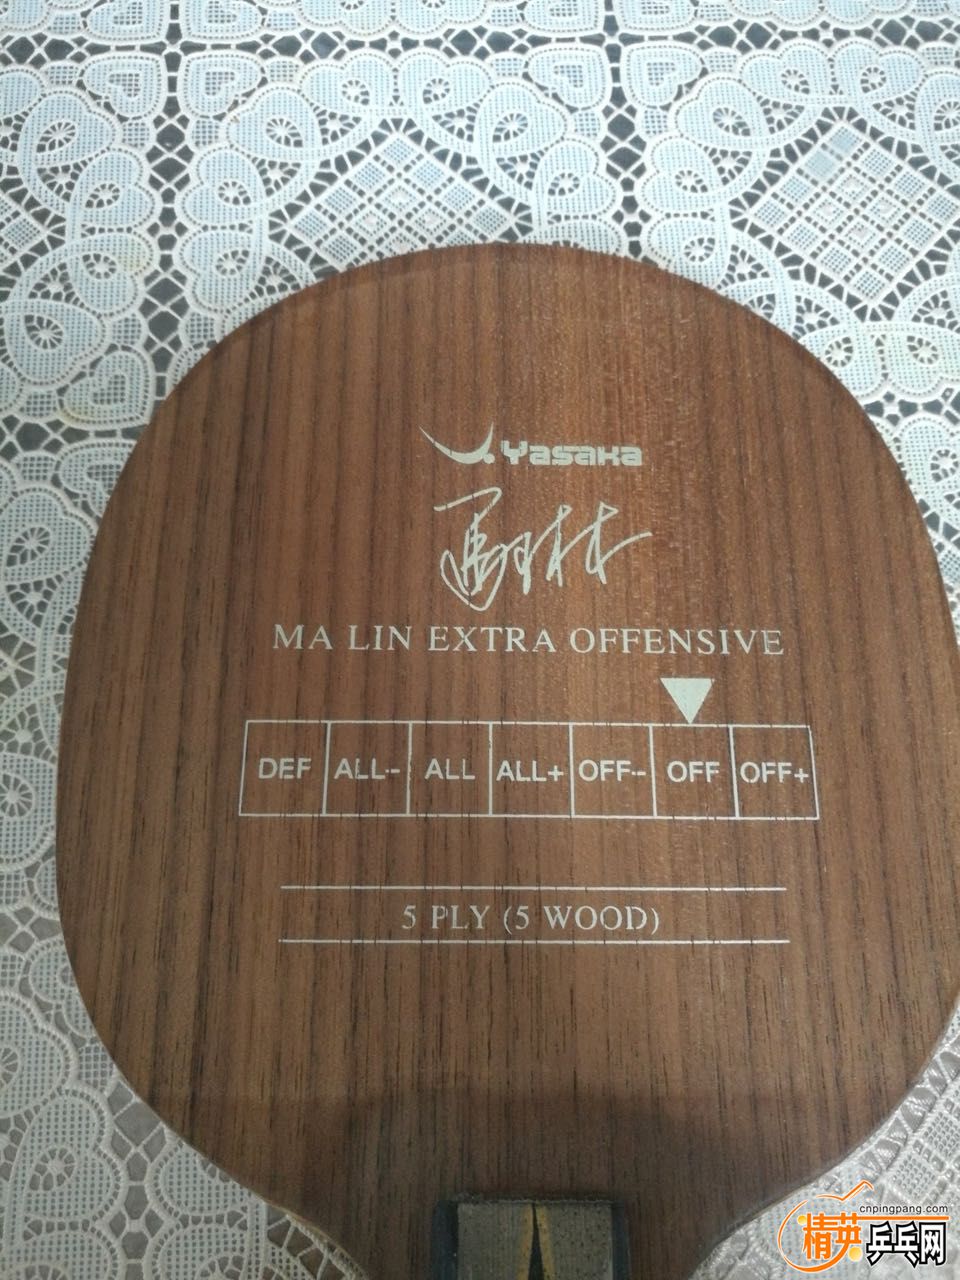 Yasaka
馬林
MA LIN EXTRA OFFENSIVE
DEF ALL- ALL ALL+ OFF- OFF OFF+
5 PLY (5 WOOD)
cnpingpang.com
精英乒乓网